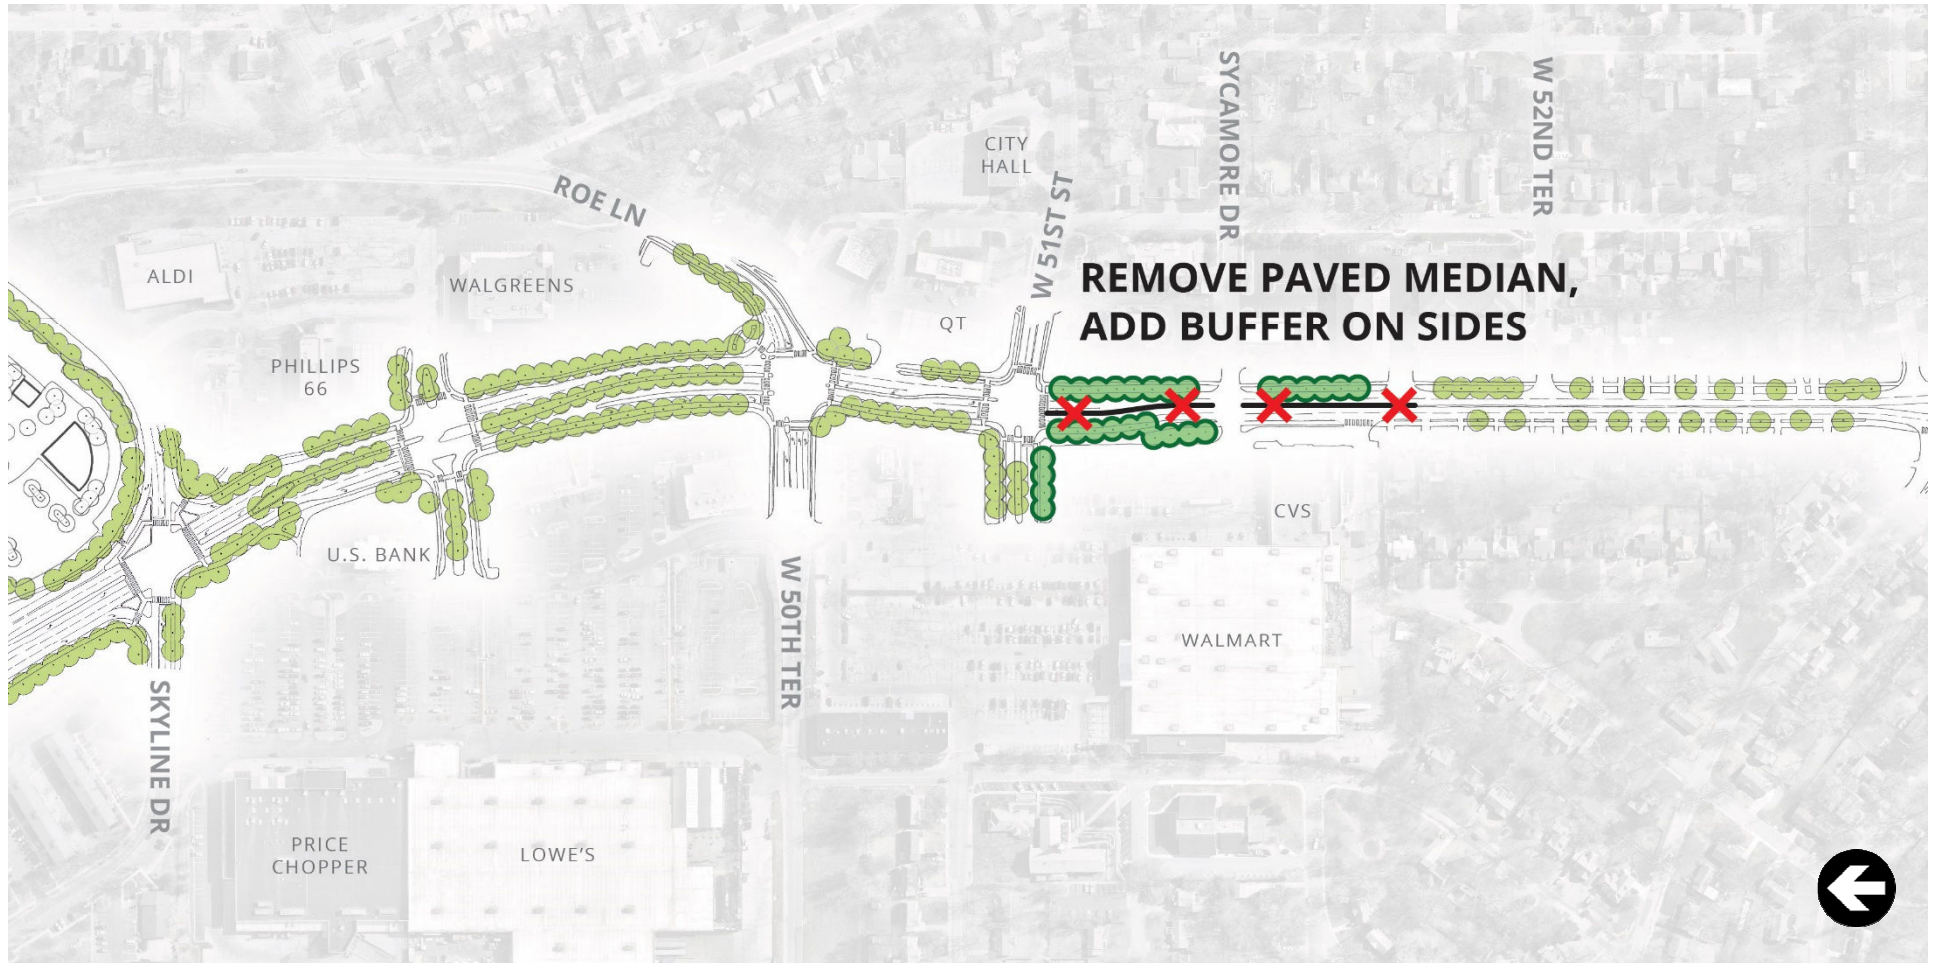 SYCAMORE DR
W 52ND TER
CITY
HALL
ROE LN
W 51ST ST
ALDI
WALGREENS
REMOVE PAVED MEDIAN,
ADD BUFFER ON SIDES
QT
PHILLIPS
66
CVS
U.S. BANK
W 50TH TER
WALMART
SKYLINE DR
PRICE
CHOPPER
LOWE'S